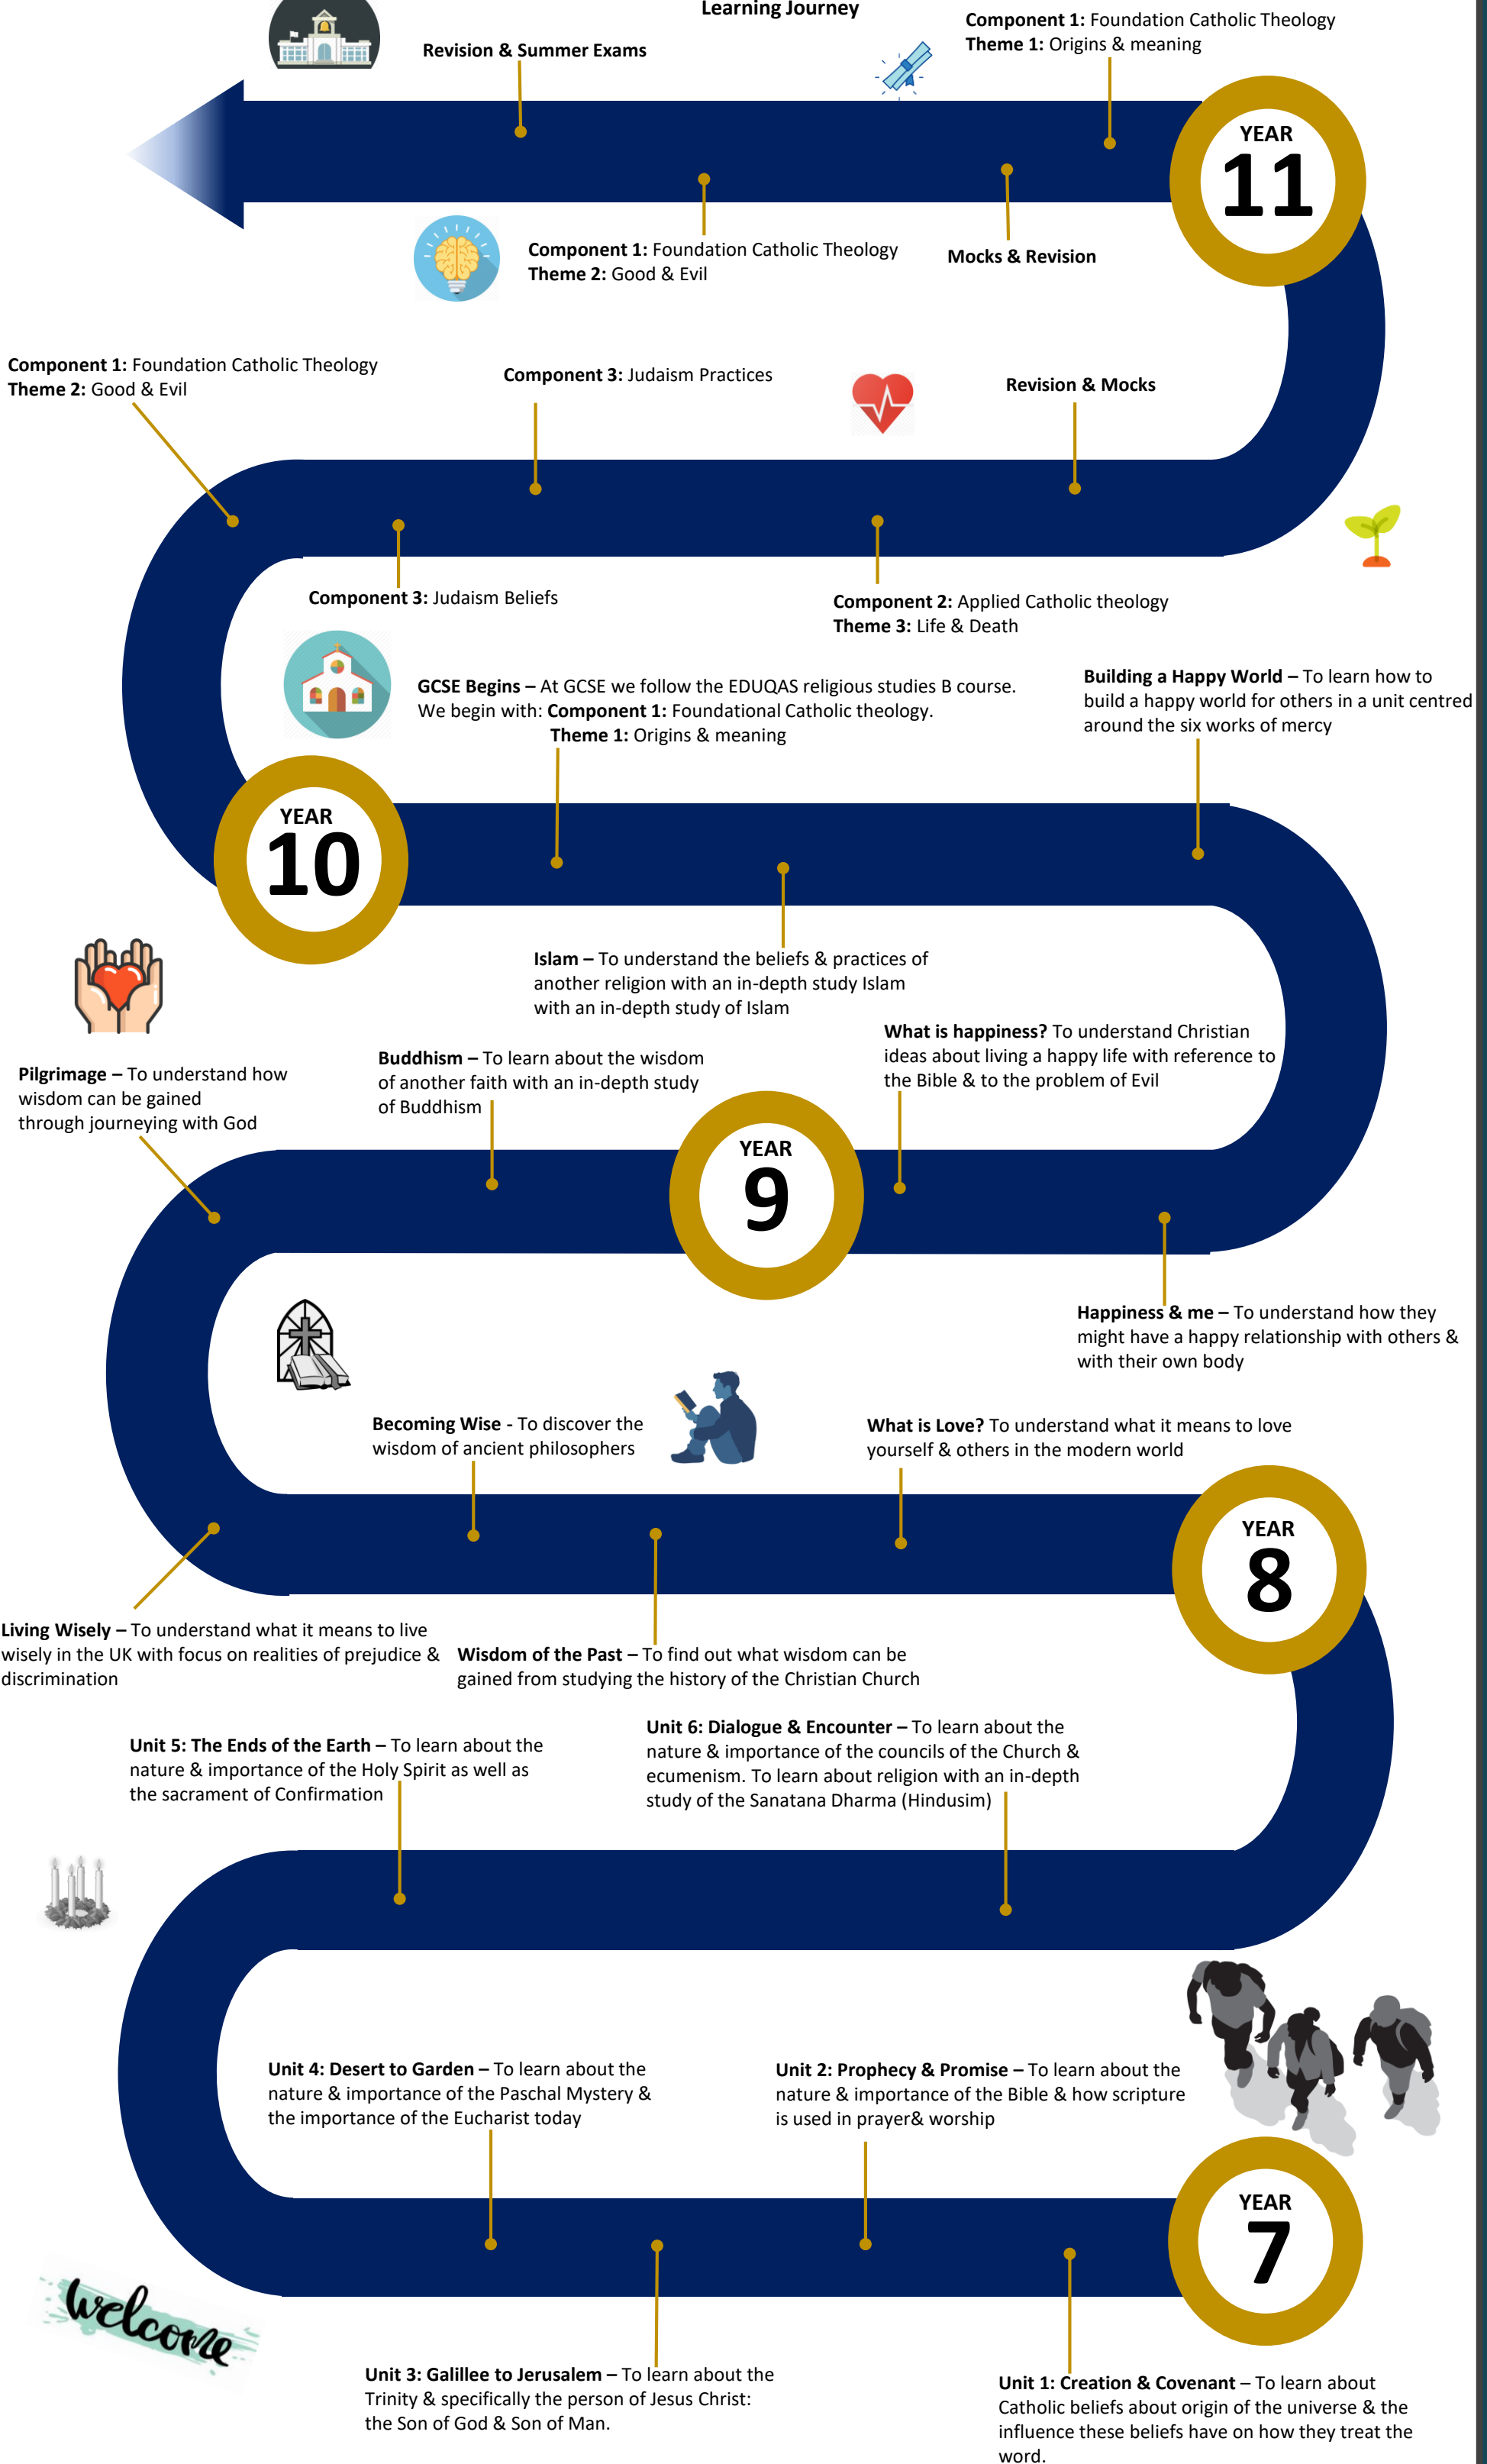 Learning Journey
Component 1: Foundation Catholic Theology
Theme 1: Origins & meaning
Revision & Summer Exams
YEAR
11
Component 1: Foundation Catholic Theology
Theme 2: Good & Evil
Mocks & Revision
Component 1: Foundation Catholic Theology
Theme 2: Good & Evil
Component 3: Judaism Practices
Revision & Mocks
Component 3: Judaism Beliefs
Component 2: Applied Catholic theology
Theme 3: Life & Death
GCSE Begins – At GCSE we follow the EDUQAS religious studies B course.
We begin with: Component 1: Foundational Catholic theology.
Theme 1: Origins & meaning
Building a Happy World – To learn how to
build a happy world for others in a unit centred
around the six works of mercy
YEAR
10
Islam – To understand the beliefs & practices of
another religion with an in-depth study Islam
with an in-depth study of Islam
What is happiness? To understand Christian
ideas about living a happy life with reference to
the Bible & to the problem of Evil
Buddhism – To learn about the wisdom
of another faith with an in-depth study
of Buddhism
Pilgrimage – To understand how
wisdom can be gained
through journeying with God
YEAR
9
Happiness & me – To understand how they
might have a happy relationship with others &
with their own body
Becoming Wise - To discover the
wisdom of ancient philosophers
What is Love? To understand what it means to love
yourself & others in the modern world
YEAR
8
Living Wisely – To understand what it means to live
wisely in the UK with focus on realities of prejudice &
discrimination
Wisdom of the Past – To find out what wisdom can be
gained from studying the history of the Christian Church
Unit 5: The Ends of the Earth – To learn about the
nature & importance of the Holy Spirit as well as
the sacrament of Confirmation
Unit 6: Dialogue & Encounter – To learn about the
nature & importance of the councils of the Church &
ecumenism. To learn about religion with an in-depth
study of the Sanatana Dharma (Hindusim)
Unit 4: Desert to Garden – To learn about the
nature & importance of the Paschal Mystery &
the importance of the Eucharist today
Unit 2: Prophecy & Promise – To learn about the
nature & importance of the Bible & how scripture
is used in prayer& worship
YEAR
7
welcome
Unit 3: Galillee to Jerusalem – To learn about the
Trinity & specifically the person of Jesus Christ:
the Son of God & Son of Man.
Unit 1: Creation & Covenant – To learn about
Catholic beliefs about origin of the universe & the
influence these beliefs have on how they treat the
word.